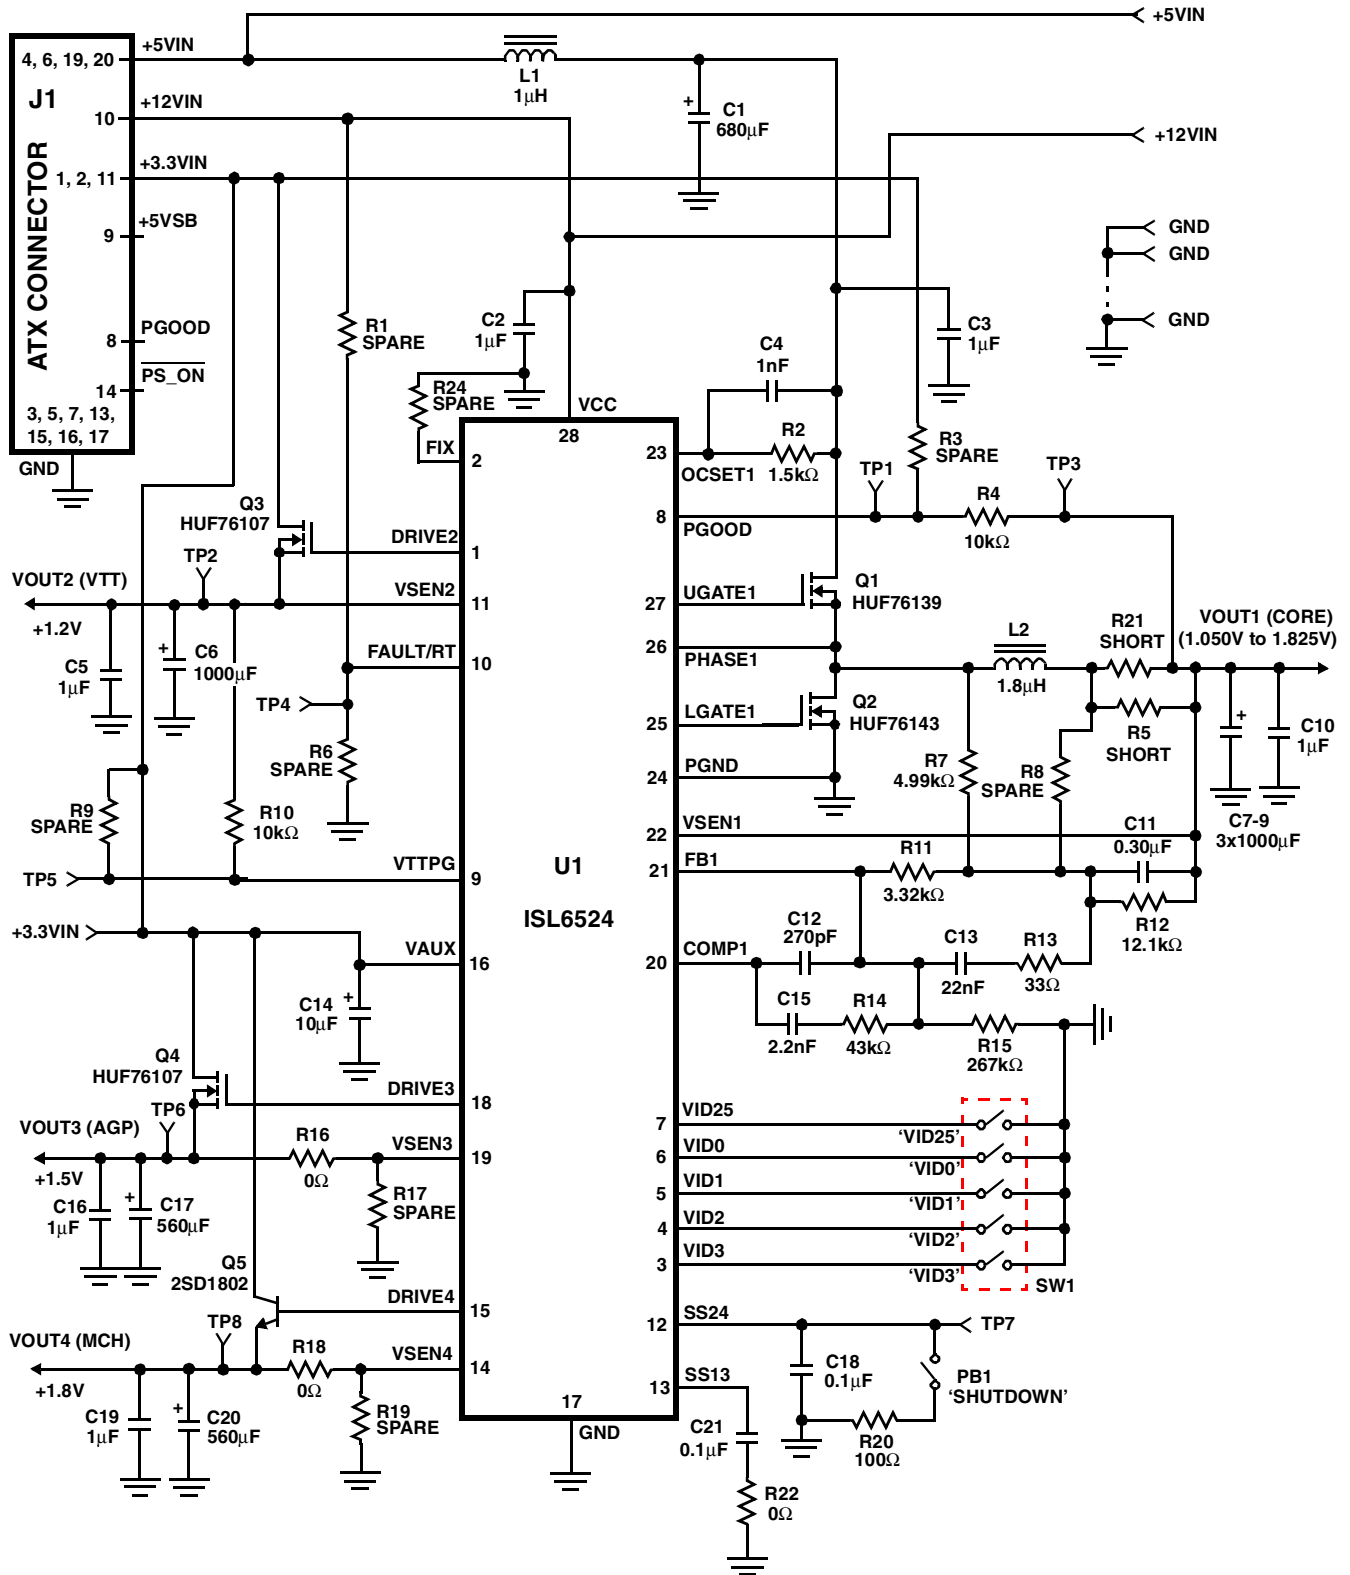 +5VIN
+5VIN
4, 6, 19, 20
J1
L1
1µH
+12VIN
10
C1
680µF
+12VIN
+3.3VIN
1, 2, 11
ATX CONNECTOR
+5VSB
9
GND
GND
GND
PGOOD
8
PS_ON
14
3, 5, 7, 13,
15, 16, 17
GND
R1
SPARE
C2
1µF
C3
1µF
C4
1nF
R24
SPARE
VCC
28
FIX
2
23
OCSET1
R2
1.5kΩ
R3
SPARE
TP1
TP3
R4
10kΩ
8
PGOOD
Q3
HUF76107
DRIVE2
1
TP2
VOUT2 (VTT)
+1.2V
VSEN2
11
C5
1µF
C6
1000µF
UGATE1
27
Q1
HUF76139
26
PHASE1
L2
1.8µH
R21
SHORT
VOUT1 (CORE)
(1.050V to 1.825V)
FAULT/RT
10
TP4
LGATE1
25
Q2
HUF76143
R5
SHORT
C10
1µF
R6
SPARE
PGND
24
R7
4.99kΩ
R8
SPARE
R9
SPARE
R10
10kΩ
C7-9
3x1000µF
22
VSEN1
C11
0.30µF
U1
ISL6524
TP5
VTTPG
9
21
FB1
R11
3.32kΩ
R12
12.1kΩ
+3.3VIN
VAUX
16
C12
270pF
C13
22nF
R13
33Ω
20
COMP1
C14
10µF
C15
2.2nF
R14
43kΩ
R15
267kΩ
Q4
HUF76107
DRIVE3
18
TP6
VOUT3 (AGP)
+1.5V
R16
0Ω
VSEN3
19
C16
1µF
C17
560µF
R17
SPARE
VID25
7
'VID25'
VID0
6
'VID0'
VID1
5
'VID1'
VID2
4
'VID2'
VID3
3
'VID3'
SW1
Q5
2SD1802
DRIVE4
15
SS24
12
TP7
TP8
VOUT4 (MCH)
+1.8V
R18
0Ω
VSEN4
14
SS13
13
C18
0.1µF
PB1
'SHUTDOWN'
C19
1µF
C20
560µF
R19
SPARE
17
GND
C21
0.1µF
R20
100Ω
R22
0Ω
+
+
+
+
+
+